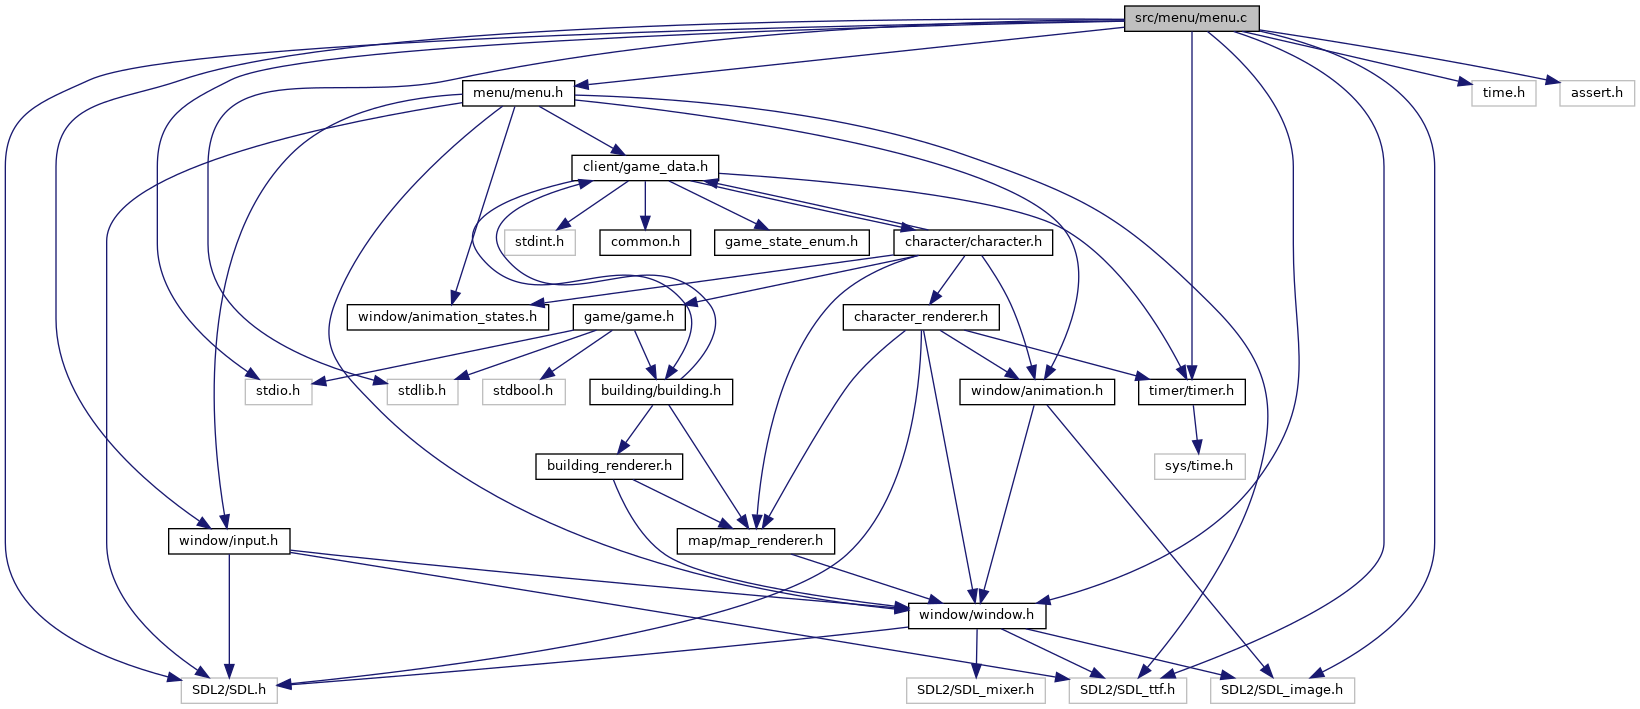 src/menu/menu.c
menu/menu.h
time.h
assert.h
client/game_data.h
stdint.h
common.h
game_state_enum.h
character/character.h
window/animation_states.h
game/game.h
character_renderer.h
stdio.h
stdlib.h
stdbool.h
building/building.h
window/animation.h
timer/timer.h
building_renderer.h
sys/time.h
window/input.h
map/map_renderer.h
window/window.h
SDL2/SDL.h
SDL2/SDL_mixer.h
SDL2/SDL_ttf.h
SDL2/SDL_image.h